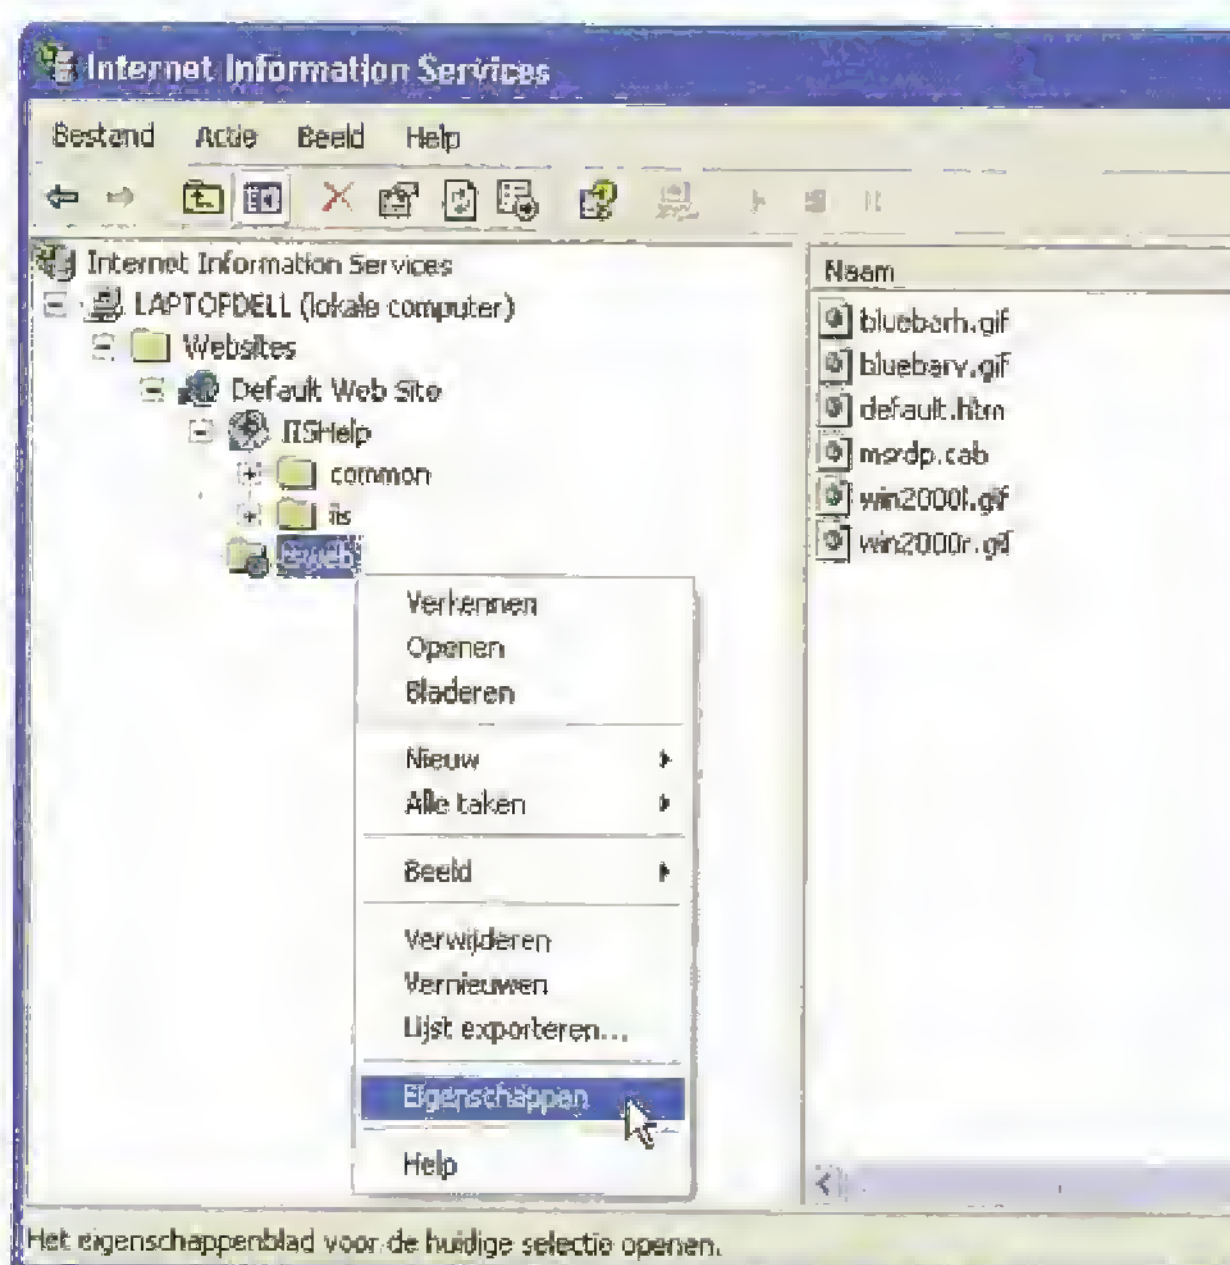 Internet Information Services
Bestand Actie Beeld Help
Internet Information Services
LAPTOPDELL (lokale computer)
Websites
Default Web Site
IISHelp
common
iis
tsweb
Naam
bluebarh.gif
bluebarv.gif
default.htm
msrdp.cab
win2000l.gif
win2000r.gif
Verkennen
Openen
Bladeren
Nieuw
Alle taken
Beeld
Verwijderen
Vernieuwen
Lijst exporteren...
Eigenschappen
Help
Het eigenschappenblad voor de huidige selectie openen.